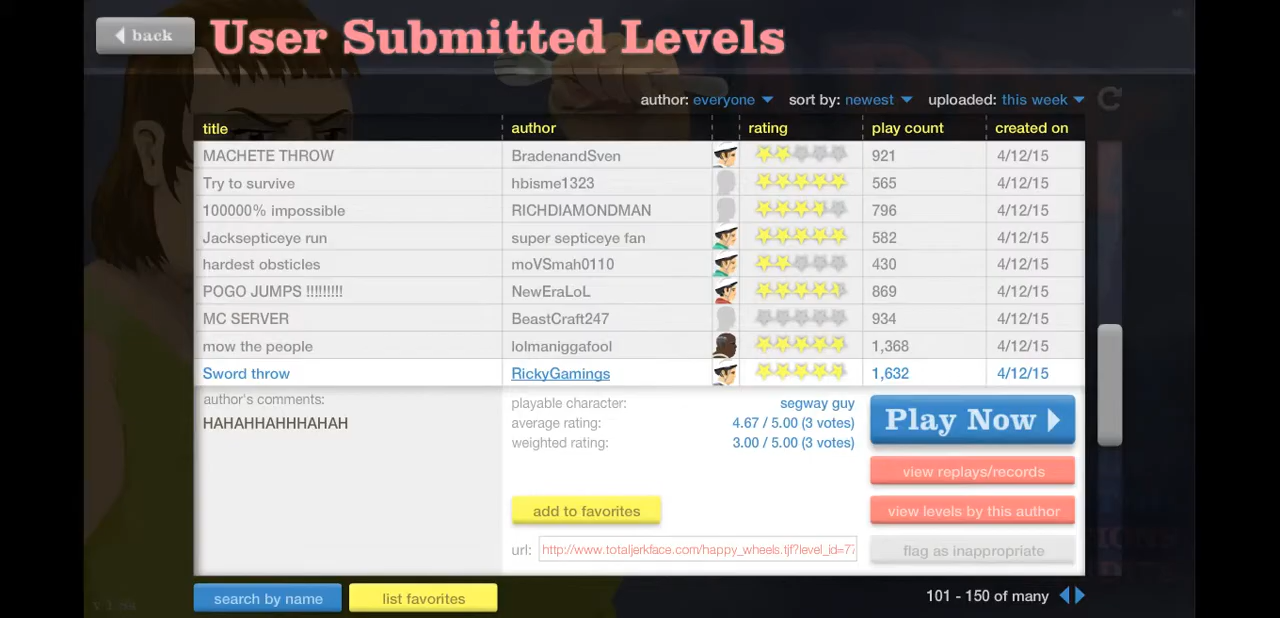 back
User Submitted Levels
author: everyone sort by: newest uploaded: this week
title author rating play count created on
MACHETE THROW BradenandSven 921 4/12/15
Try to survive hbisme1323 565 4/12/15
100000% impossible RICHDIAMONDMAN 796 4/12/15
Jacksepticeye run super septiceye fan 582 4/12/15
hardest obsticles moVSmah0110 430 4/12/15
POGO JUMPS !!!!!!!!! NewEraLoL 869 4/12/15
MC SERVER BeastCraft247 934 4/12/15
mow the people lolmaniggafool 1,368 4/12/15
Sword throw RickyGamings 1,632 4/12/15
author's comments:
HAHAHHAHHHAHAH
playable character: segway guy
average rating: 4.67 / 5.00 (3 votes)
weighted rating: 3.00 / 5.00 (3 votes)
Play Now
view replays/records
add to favorites
view levels by this author
url: http://www.totaljerkface.com/happy_wheels.tjf?level_id=77
flag as inappropriate
search by name
list favorites
101 - 150 of many